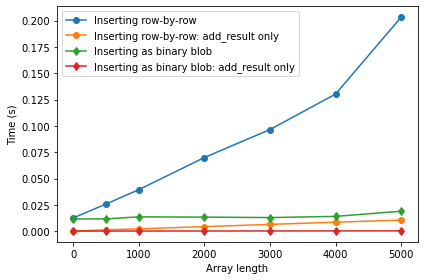 Inserting row-by-row
Inserting row-by-row: add_result only
Inserting as binary blob
Inserting as binary blob: add_result only
Time (s)
0.200
0.175
0.150
0.125
0.100
0.075
0.050
0.025
0.000
0 1000 2000 3000 4000 5000
Array length